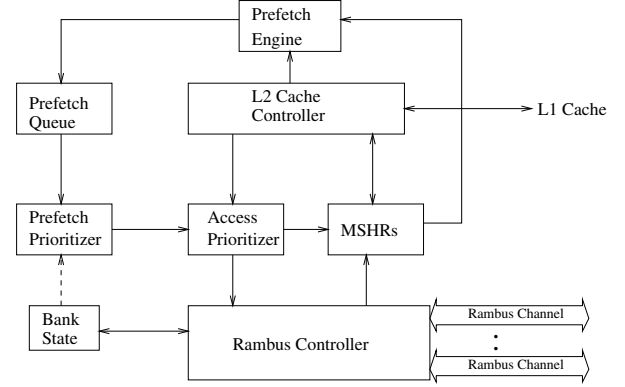 Prefetch
Engine
Prefetch
Queue
L2 Cache
Controller
L1 Cache
Prefetch
Prioritizer
Access
Prioritizer
MSHRs
Bank
State
Rambus Controller
Rambus Channel
Rambus Channel